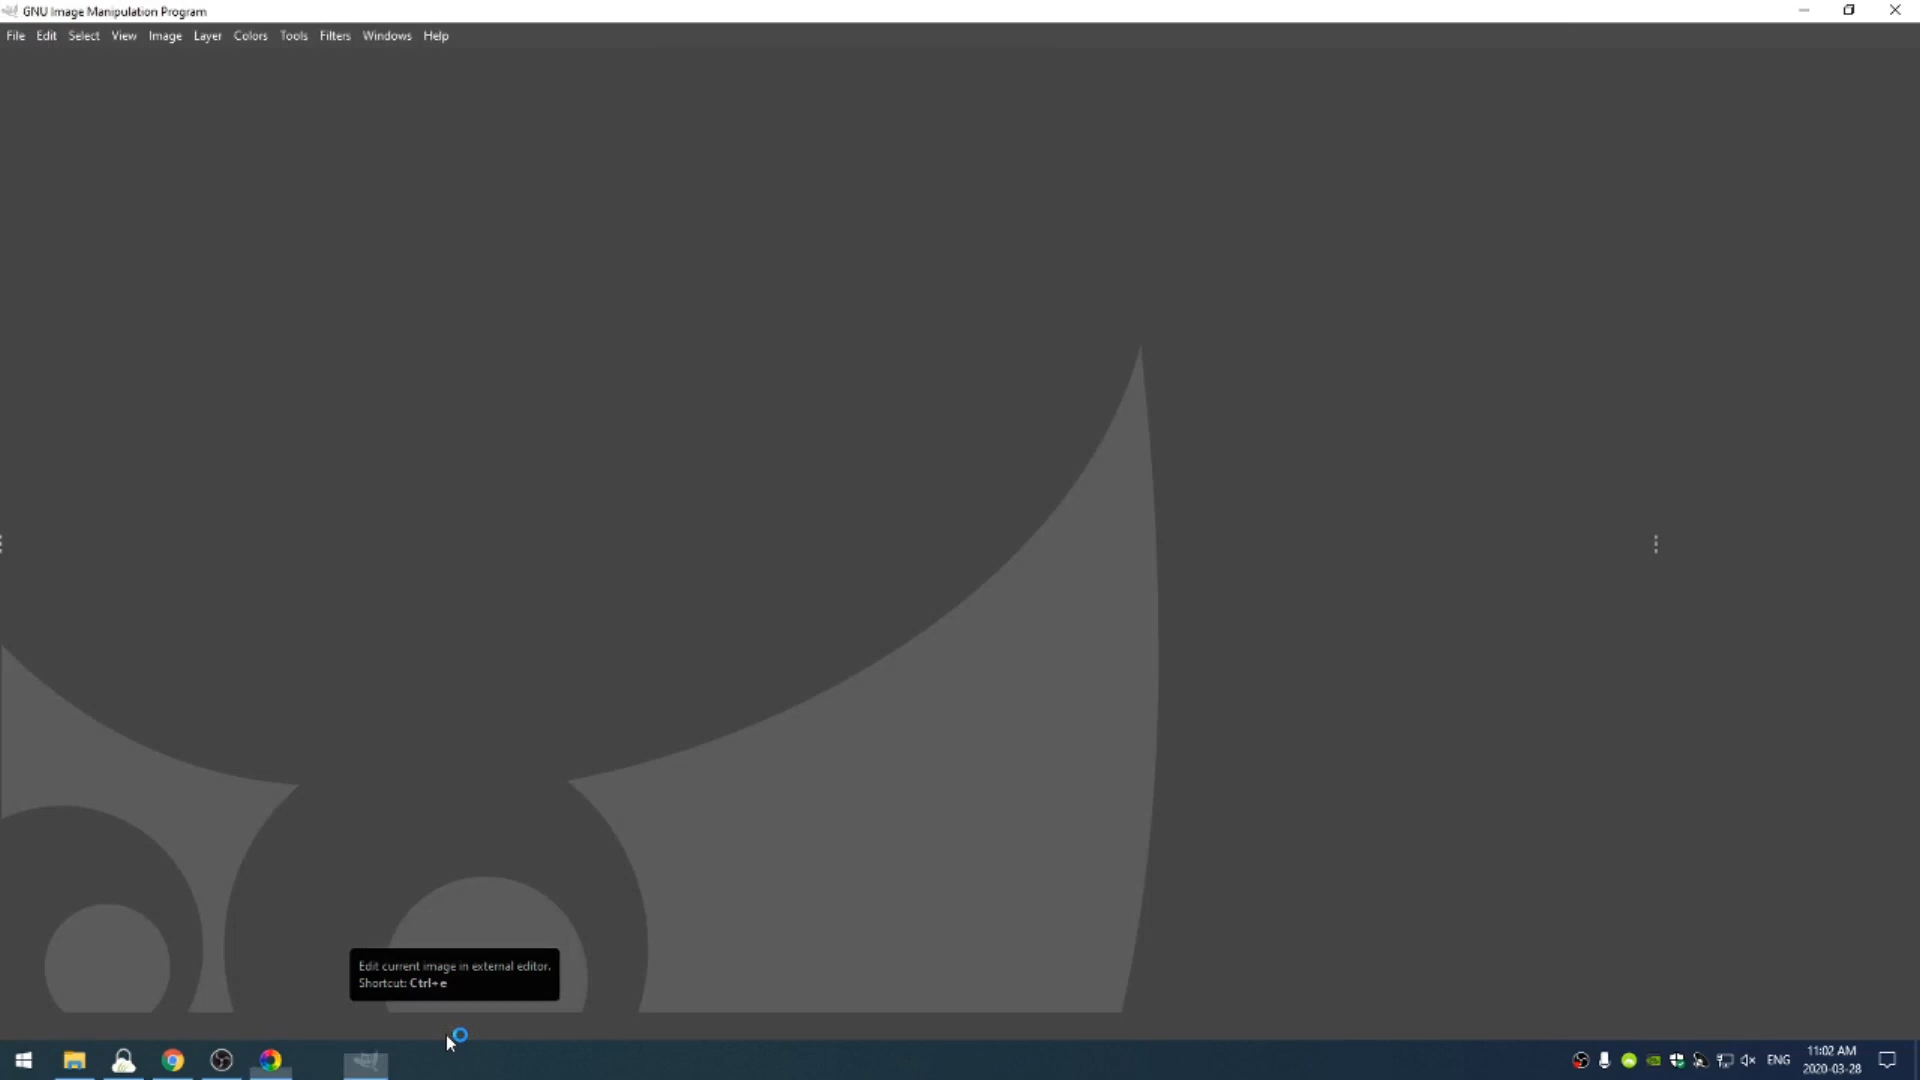 GNU Image Manipulation Program
File Edit Select View Image Layer Colors Tools Filters Windows Help
Edit current image in external editor.
Shortcut: Ctrl+e
ENG
11:02 AM
2020-03-28